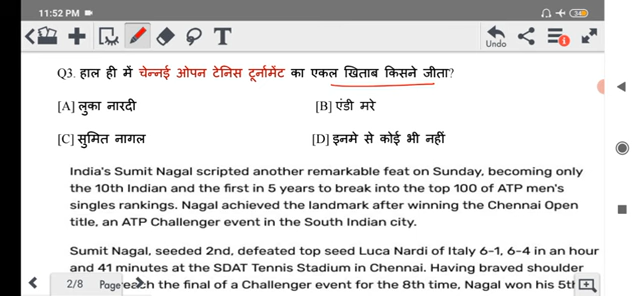 11:52 PM
34
T
Undo
Q3. हाल ही में चेन्नई ओपन टेनिस टूर्नामेंट का एकल खिताब किसने जीता?
[A] लुका नारदी
[B] एंडी मरे
[C] सुमित नागल
[D] इनमे से कोई भी नहीं
India's Sumit Nagal scripted another remarkable feat on Sunday, becoming only
the 10th Indian and the first in 5 years to break into the top 100 of ATP men's
singles rankings. Nagal achieved the landmark after winning the Chennai Open
title, an ATP Challenger event in the South Indian city.
Sumit Nagal, seeded 2nd, defeated top seed Luca Nardi of Italy 6-1, 6-4 in an hour
and 41 minutes at the SDAT Tennis Stadium in Chennai. Having braved shoulder
2/8 Page
each the final of a Challenger event for the 8th time, Nagal won his 5th